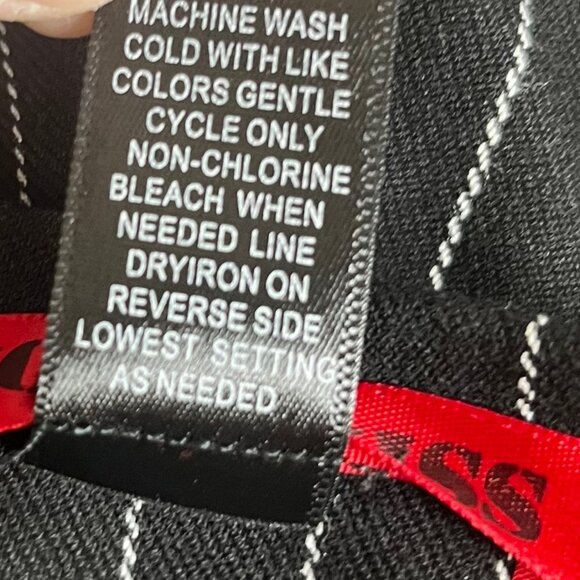 MACHINE WASH
COLD WITH LIKE
COLORS GENTLE
CYCLE ONLY
NON-CHLORINE
BLEACH WHEN
NEEDED LINE
DRYIRON ON
REVERSE SIDE
LOWEST SETTING
AS NEEDED